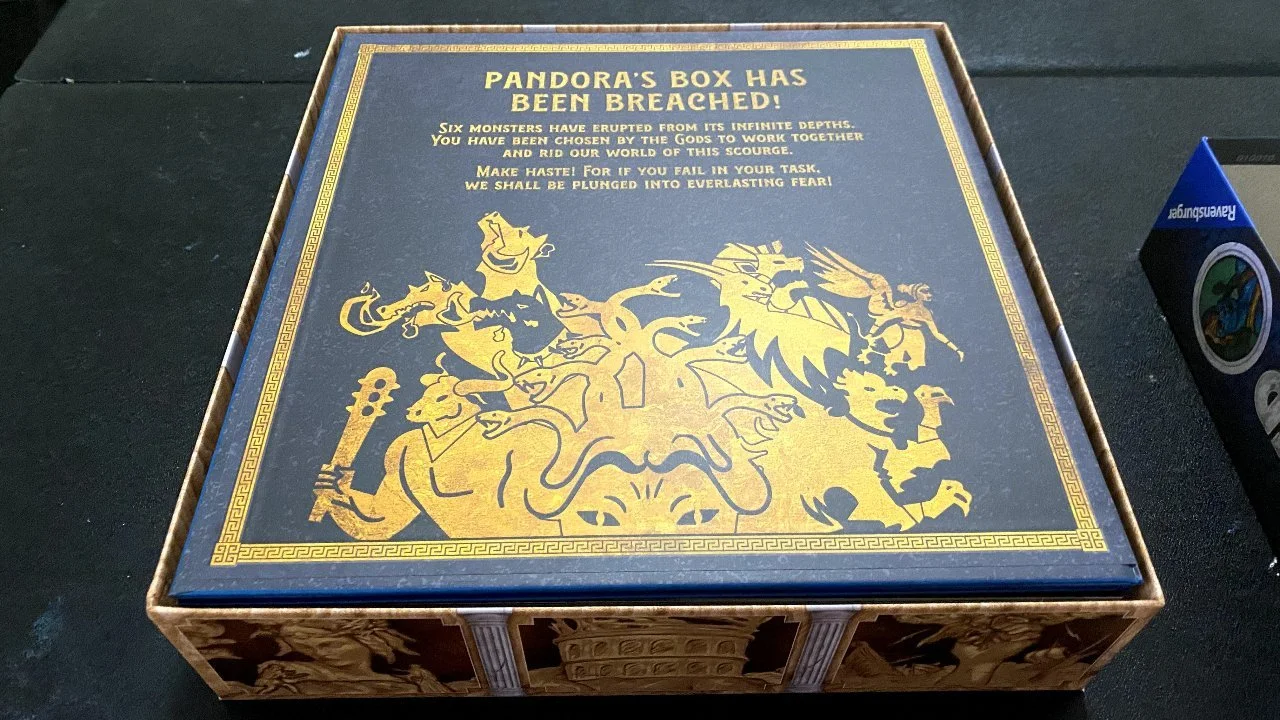 PANDORA'S BOX HAS
BEEN BREACHED!
SIX MONSTERS HAVE ERUPTED FROM ITS INFINITE DEPTHS.
YOU HAVE BEEN CHOSEN BY THE GODS TO WORK TOGETHER
AND RID OUR WORLD OF THIS SCOURGE.
MAKE HASTE! FOR IF YOU FAIL IN YOUR TASK,
WE SHALL BE PLUNGED INTO EVERLASTING FEAR!
Ravensburger